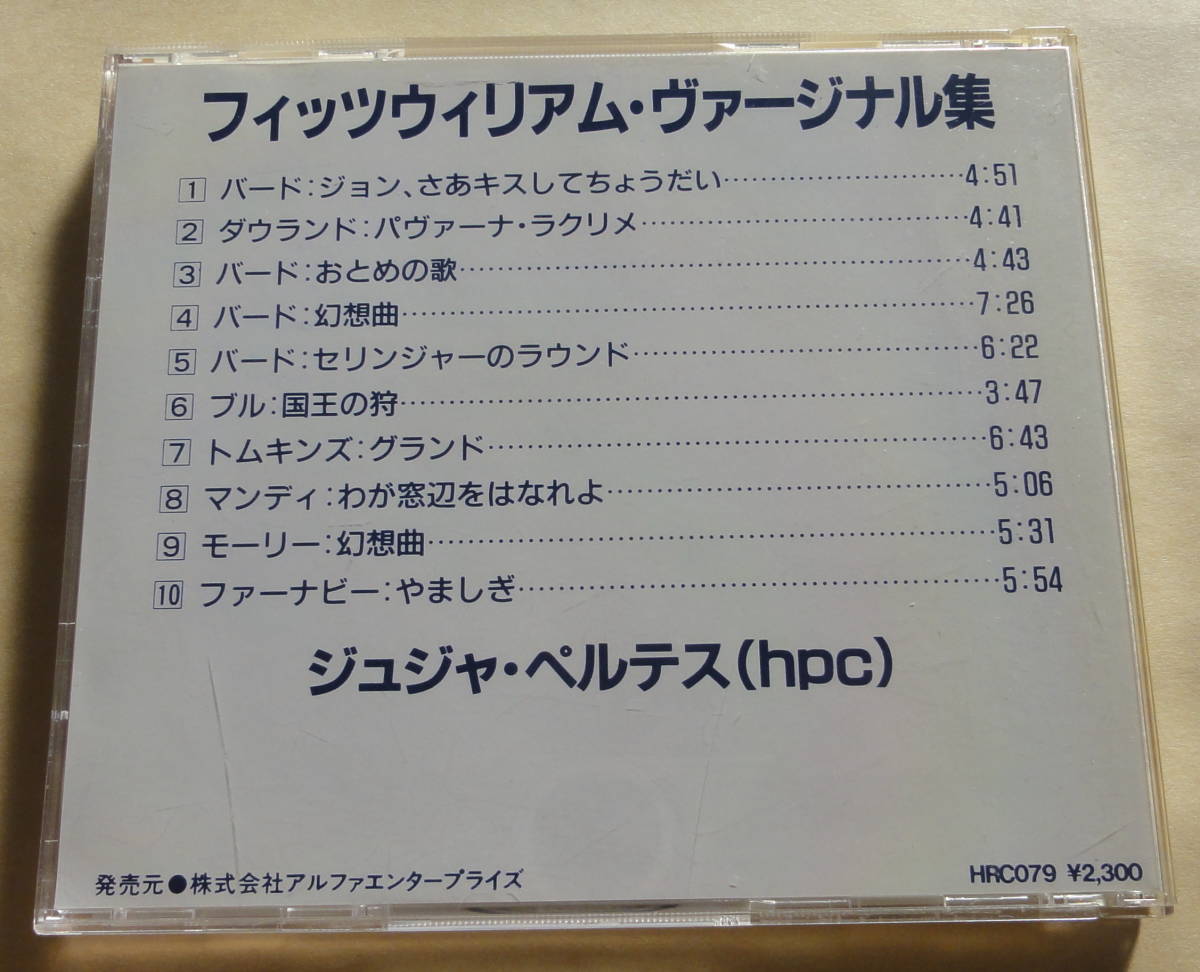 フィッツウィリアム・ヴァージナル集
1 バード:ジョン、さあキスしてちょうだい…………………………4:51
2 ダウランド:パヴァーナ・ラクリメ…………………………………4:41
3 バード:おとめの歌……………………………………………………4:43
4 バード:幻想曲…………………………………………………………7:26
5 バード:セリンジャーのラウンド……………………………………6:22
6 ブル:国王の狩…………………………………………………………3:47
7 トムキンズ:グランド…………………………………………………6:43
8 マンディ:わが窓辺をはなれよ………………………………………5:06
9 モーリー:幻想曲………………………………………………………5:31
10 ファーナビー:やましぎ………………………………………………5:54
ジュジャ・ペルテス(hpc)
発売元●株式会社アルファエンタープライズ
HRC079 ¥2,300